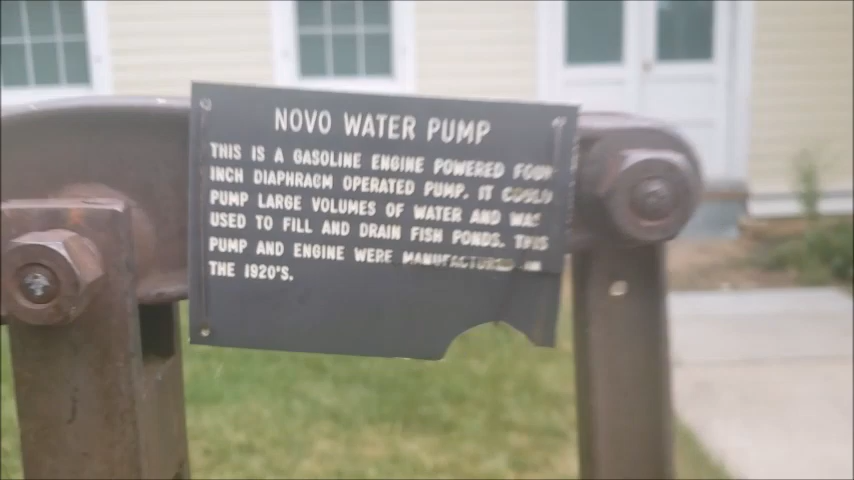 NOVO WATER PUMP
THIS IS A GASOLINE ENGINE POWERED FOUR
INCH DIAPHRAGM OPERATED PUMP. IT COULD
PUMP LARGE VOLUMES OF WATER AND WAS
USED TO FILL AND DRAIN FISH PONDS. THIS
PUMP AND ENGINE WERE MANUFACTURED IN
THE 1920'S.